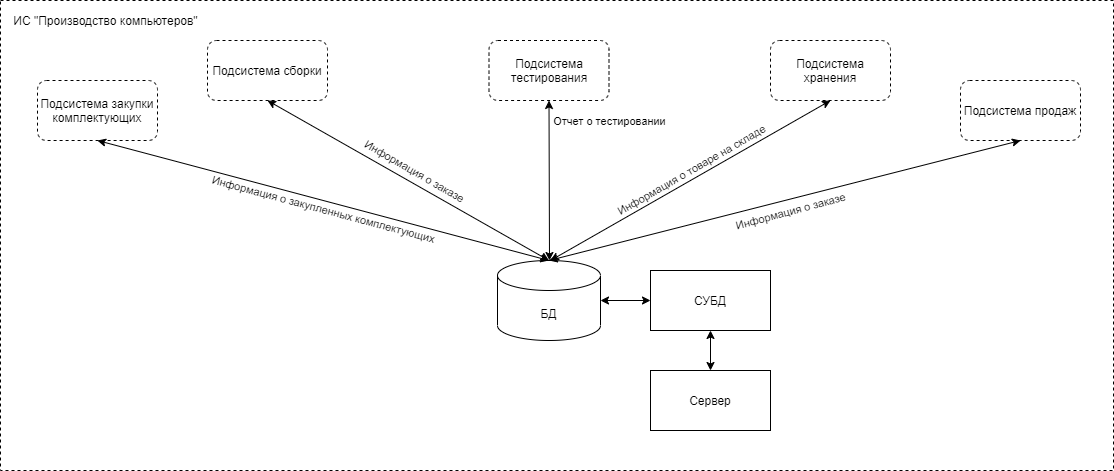 ИС "Производство компьютеров"
Подсистема закупки
комплектующих
Подсистема сборки
Подсистема
тестирования
Подсистема
хранения
Подсистема продаж
Информация о закупленных комплектующих
Информация о заказе
Отчет о тестировании
Информация о товаре на складе
Информация о заказе
БД
СУБД
Сервер